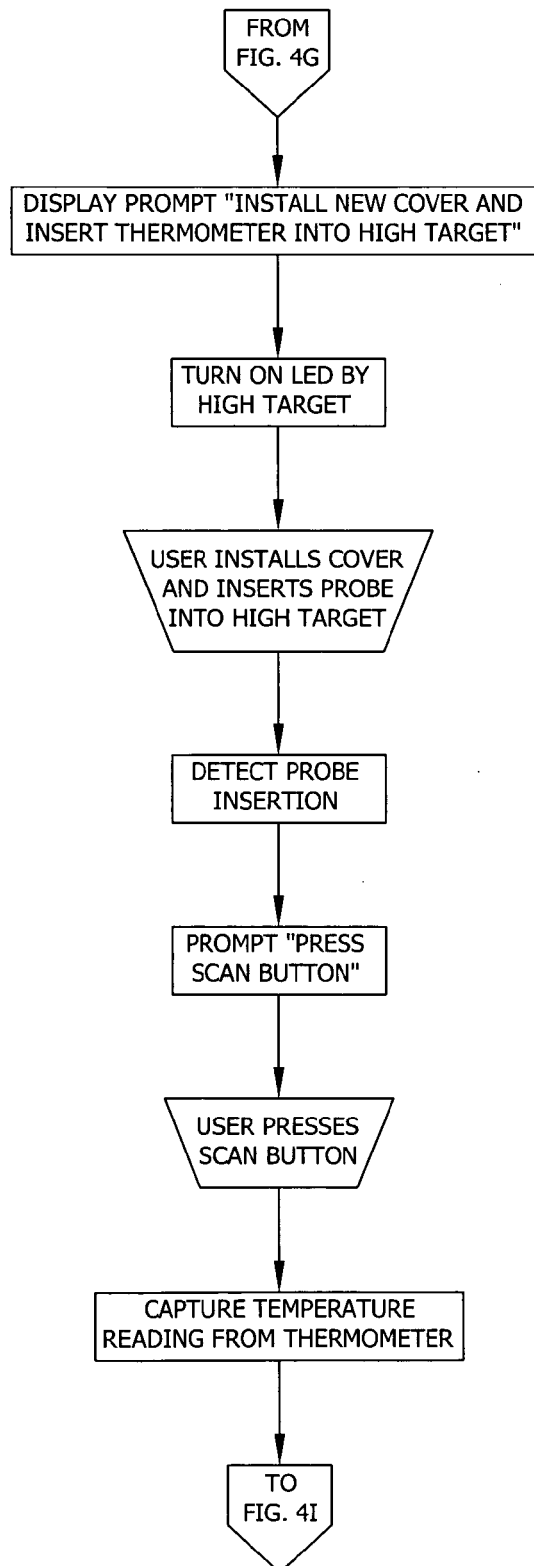 FROM
FIG. 4G
DISPLAY PROMPT "INSTALL NEW COVER AND
INSERT THERMOMETER INTO HIGH TARGET"
TURN ON LED BY
HIGH TARGET
USER INSTALLS COVER
AND INSERTS PROBE
INTO HIGH TARGET
DETECT PROBE
INSERTION
PROMPT "PRESS
SCAN BUTTON"
USER PRESSES
SCAN BUTTON
CAPTURE TEMPERATURE
READING FROM THERMOMETER
TO
FIG. 4I